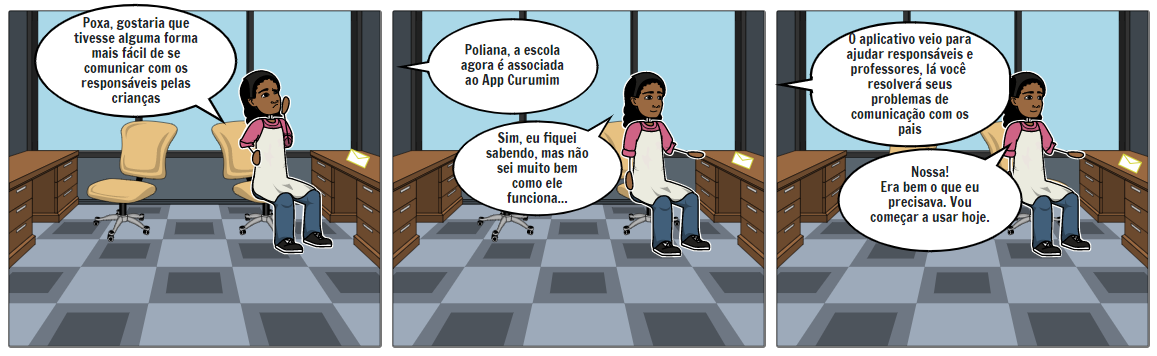 Poxa, gostaria que
tivesse alguma forma
mais fácil de se
comunicar com os
responsáveis pelas
crianças
Poliana, a escola
agora é associada
ao App Curumim
Sim, eu fiquei
sabendo, mas não
sei muito bem
como ele
funciona...
O aplicativo veio para
ajudar responsáveis e
professores, lá você
resolverá seus
problemas de
comunicação com os
pais
Nossa!
Era bem o que eu
precisava. Vou
começar a usar hoje.